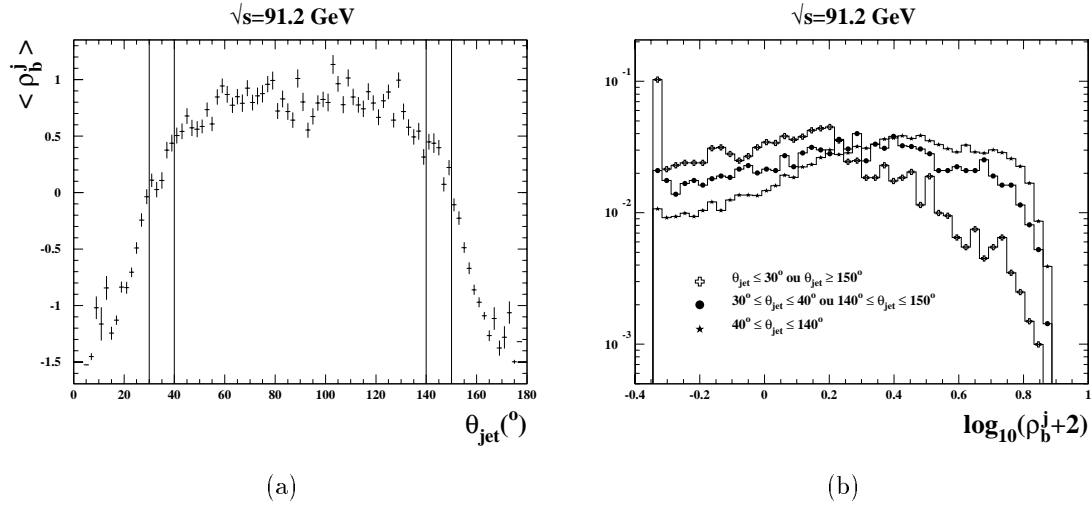 √s=91.2 GeV
< ρ_b^j >
1
0.5
0
-0.5
-1
-1.5
0 20 40 60 80 100 120 140 160 180
θ_jet(°)
(a)
√s=91.2 GeV
10^-1
10^-2
10^-3
θ_jet ≤ 30° ou θ_jet ≥ 150°
30° ≤ θ_jet ≤ 40° ou 140° ≤ θ_jet ≤ 150°
40° ≤ θ_jet ≤ 140°
-0.4 -0.2 0 0.2 0.4 0.6 0.8 1
log_10(ρ_b^j+2)
(b)